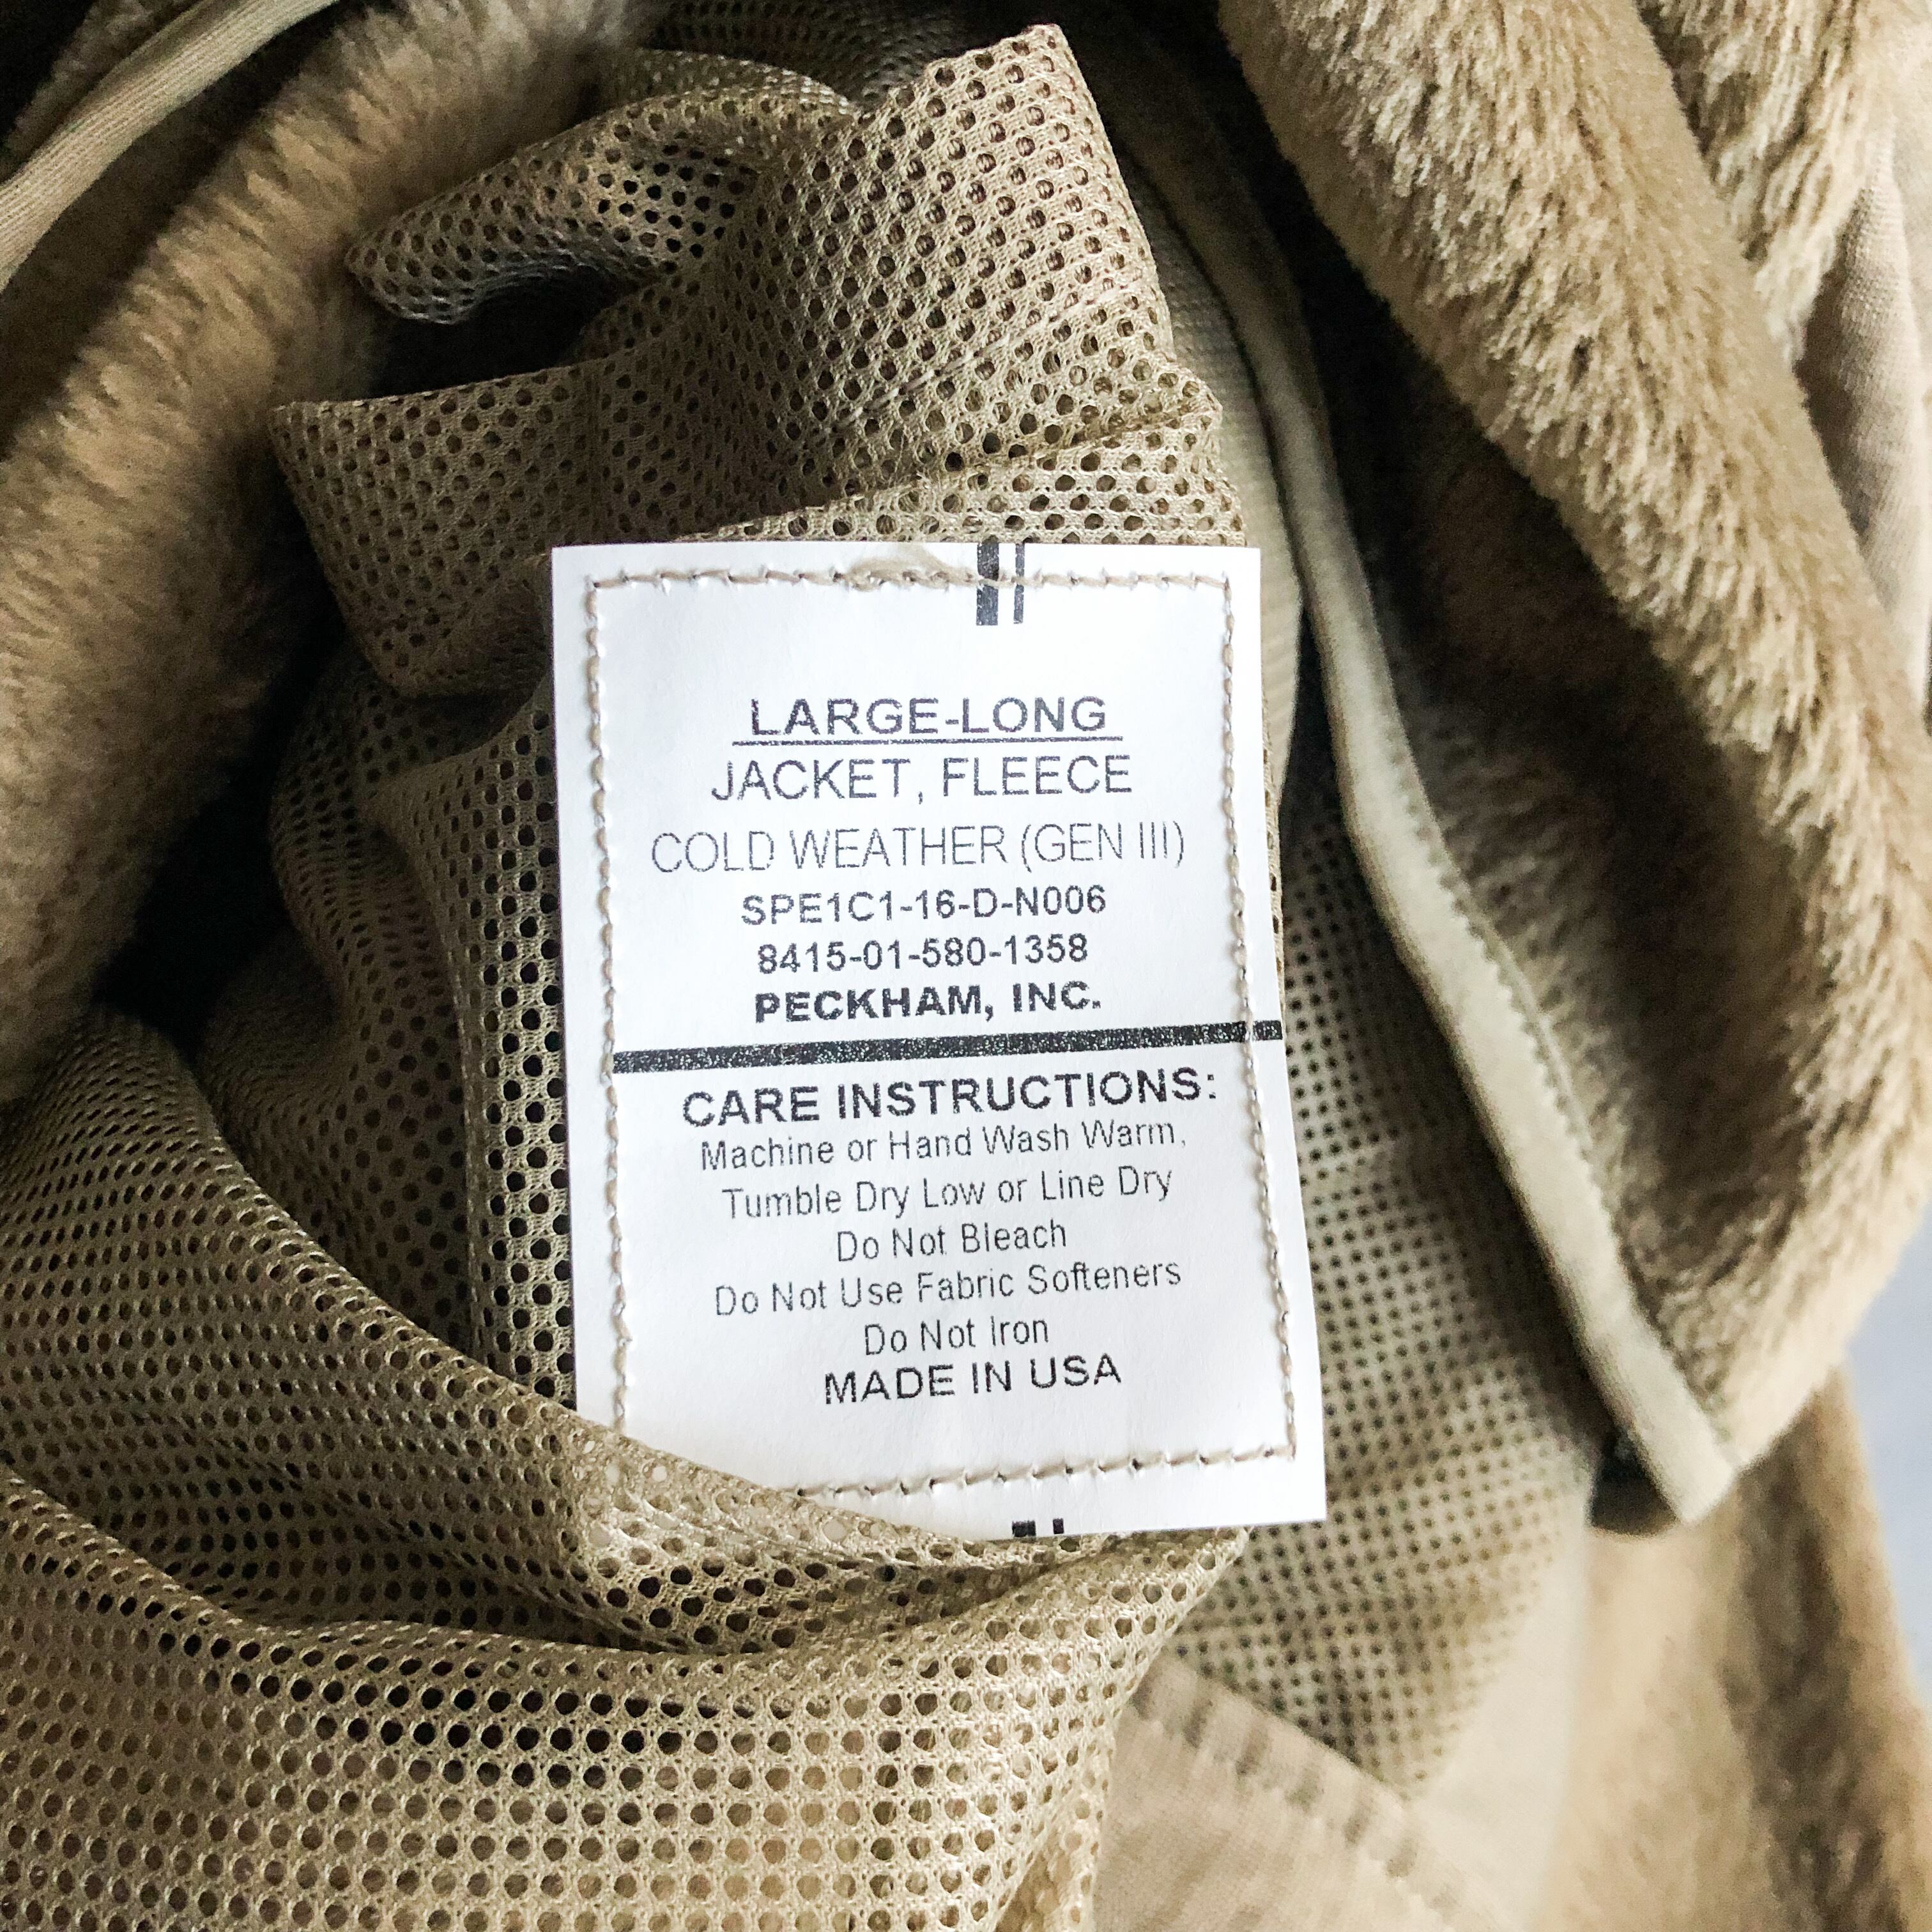 LARGE-LONG
JACKET, FLEECE
COLD WEATHER (GEN III)
SPE1C1-16-D-N006
8415-01-580-1358
PECKHAM, INC.
CARE INSTRUCTIONS:
Machine or Hand Wash Warm,
Tumble Dry Low or Line Dry
Do Not Bleach
Do Not Use Fabric Softeners
Do Not Iron
MADE IN USA